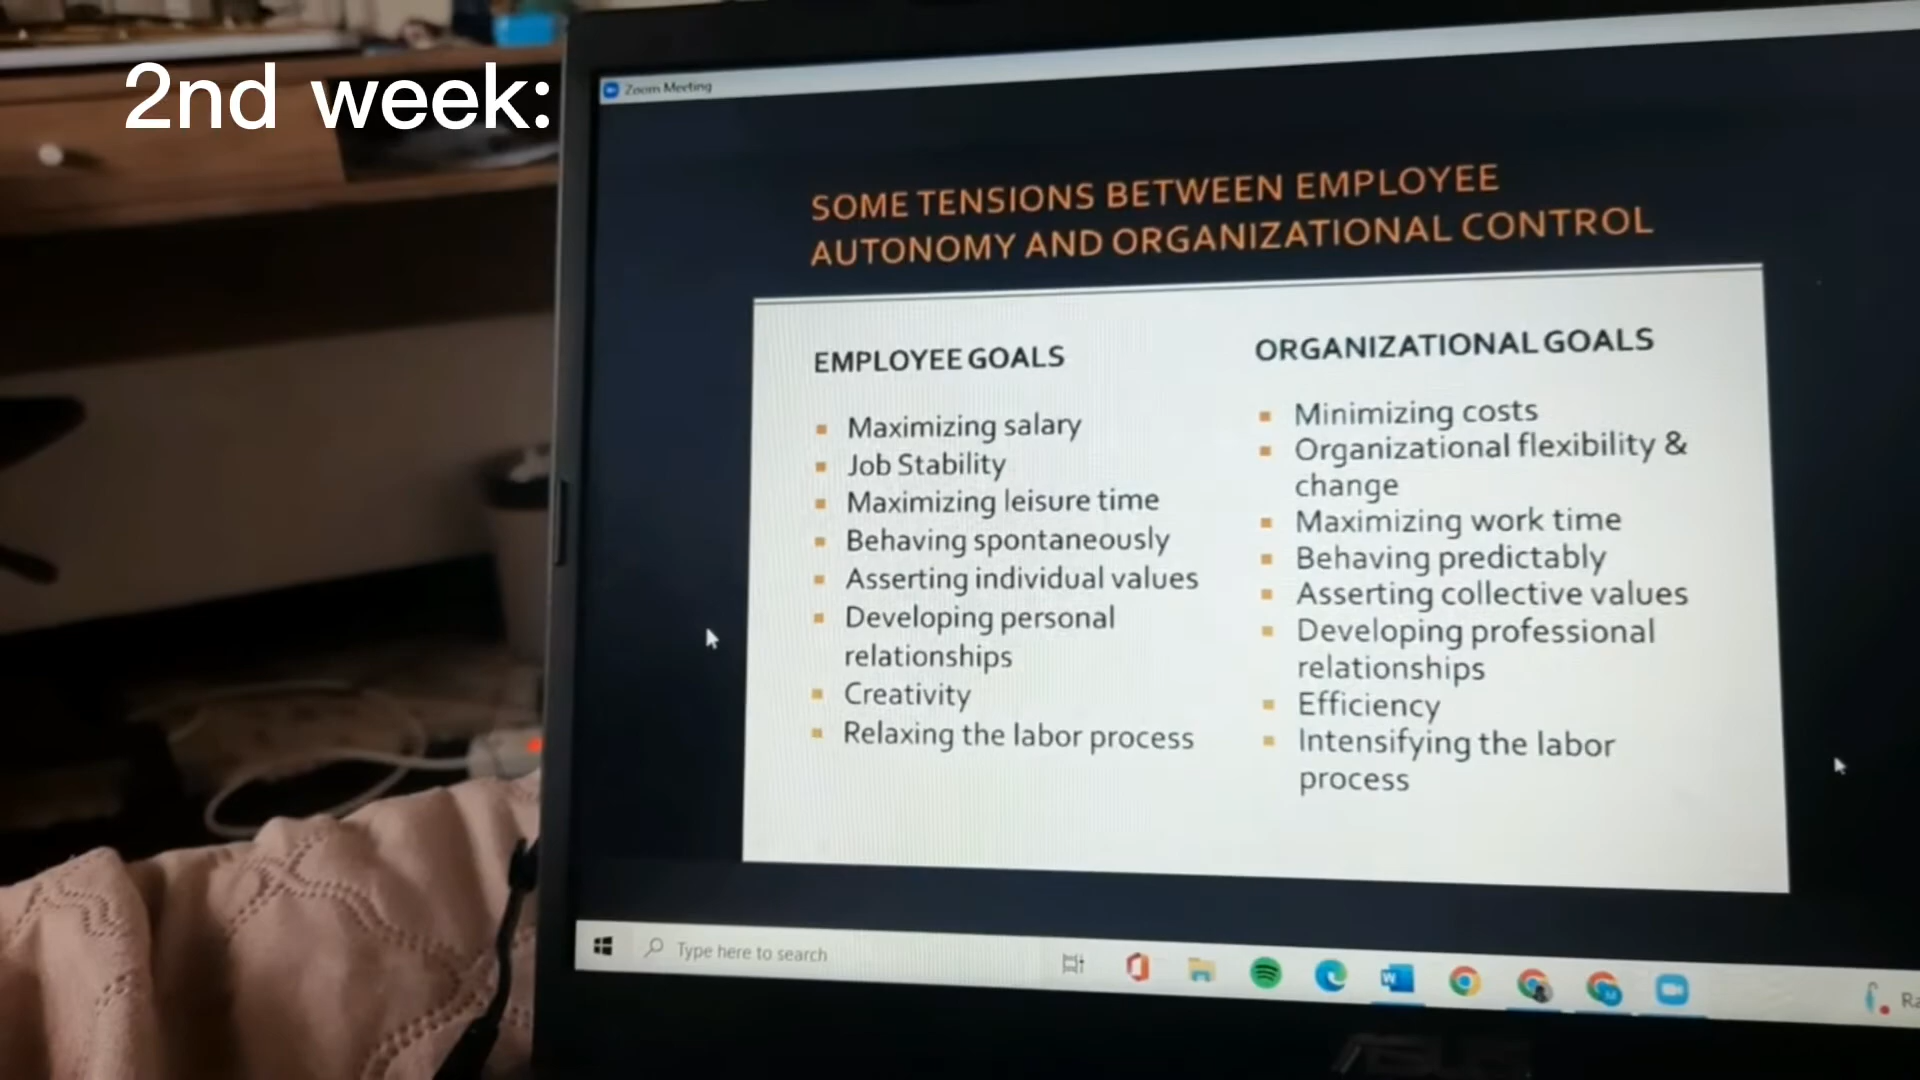 2nd week:
Zoom Meeting
SOME TENSIONS BETWEEN EMPLOYEE
AUTONOMY AND ORGANIZATIONAL CONTROL
EMPLOYEE GOALS
Maximizing salary
Job Stability
Maximizing leisure time
Behaving spontaneously
Asserting individual values
Developing personal
relationships
Creativity
Relaxing the labor process
ORGANIZATIONAL GOALS
Minimizing costs
Organizational flexibility &
change
Maximizing work time
Behaving predictably
Asserting collective values
Developing professional
relationships
Efficiency
Intensifying the labor
process
Type here to search
ASUS